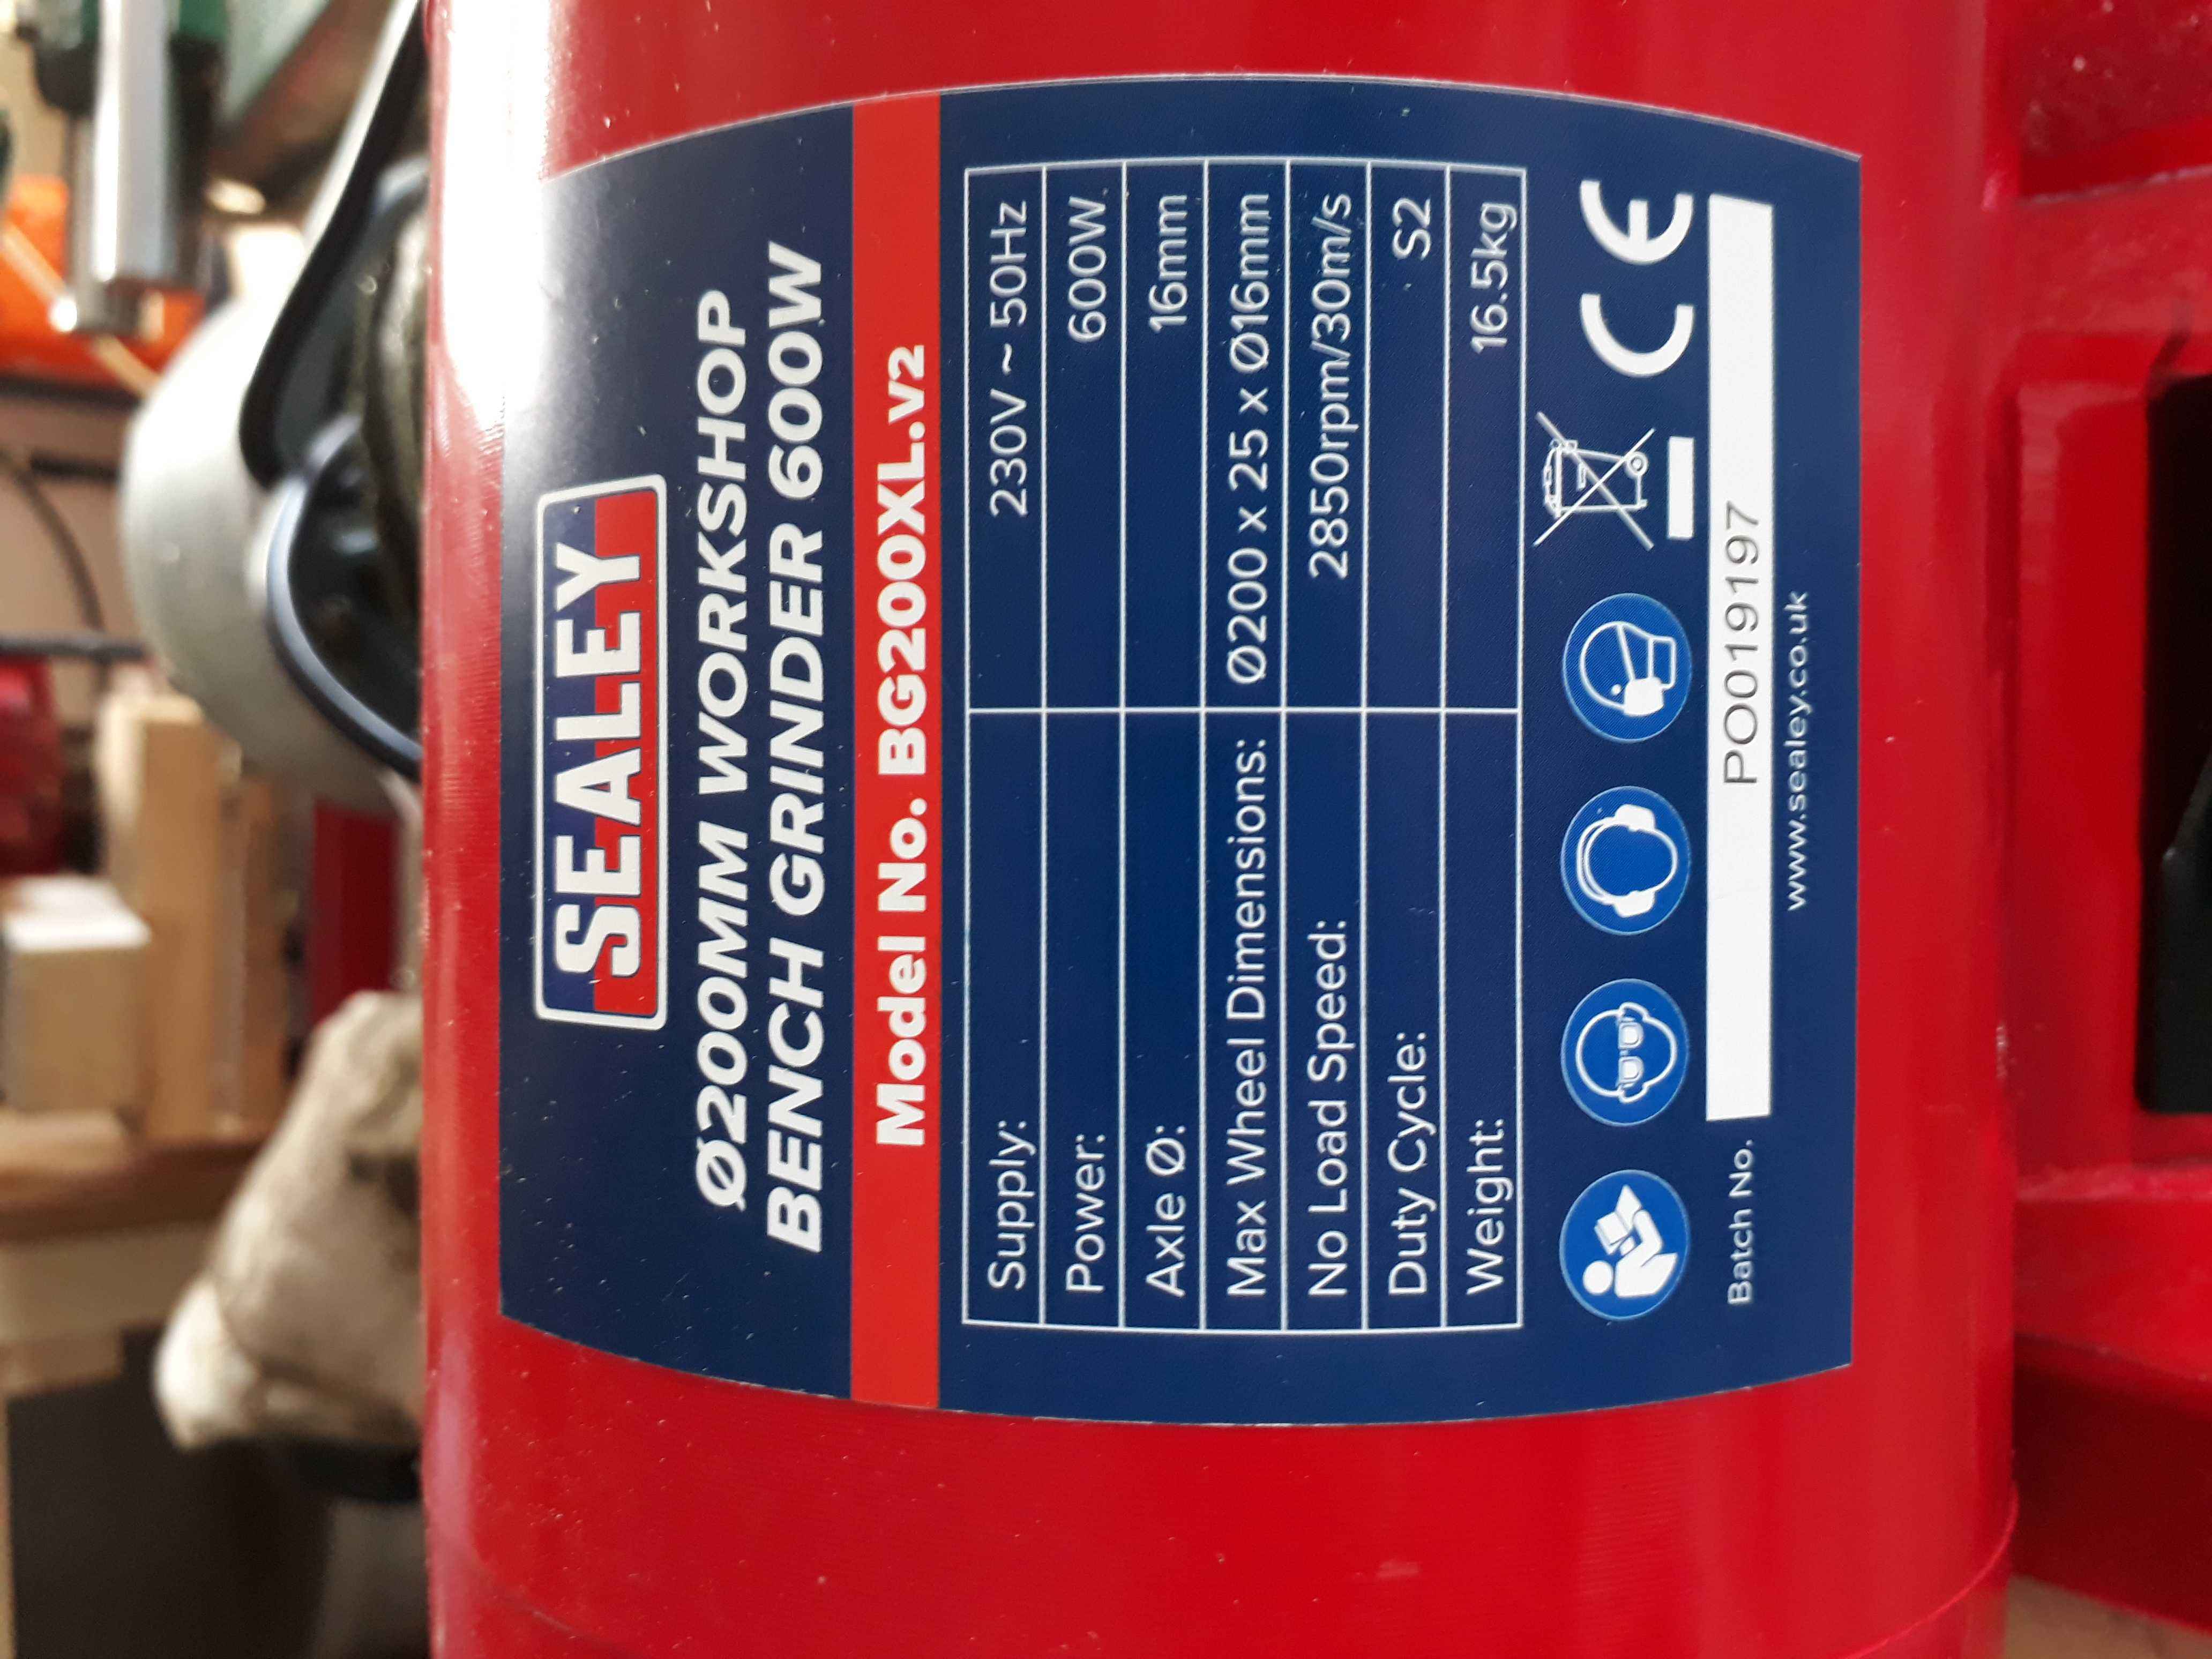 SEALEY
Ø200MM WORKSHOP
BENCH GRINDER 600W
Model No. BG200XL.V2
Supply: 230V ~ 50Hz
Power: 600W
Axle Ø: 16mm
Max Wheel Dimensions: Ø200 x 25 x Ø16mm
No Load Speed: 2850rpm/30m/s
Duty Cycle: S2
Weight: 16.5kg
CE
Batch No. PO019197
www.sealey.co.uk